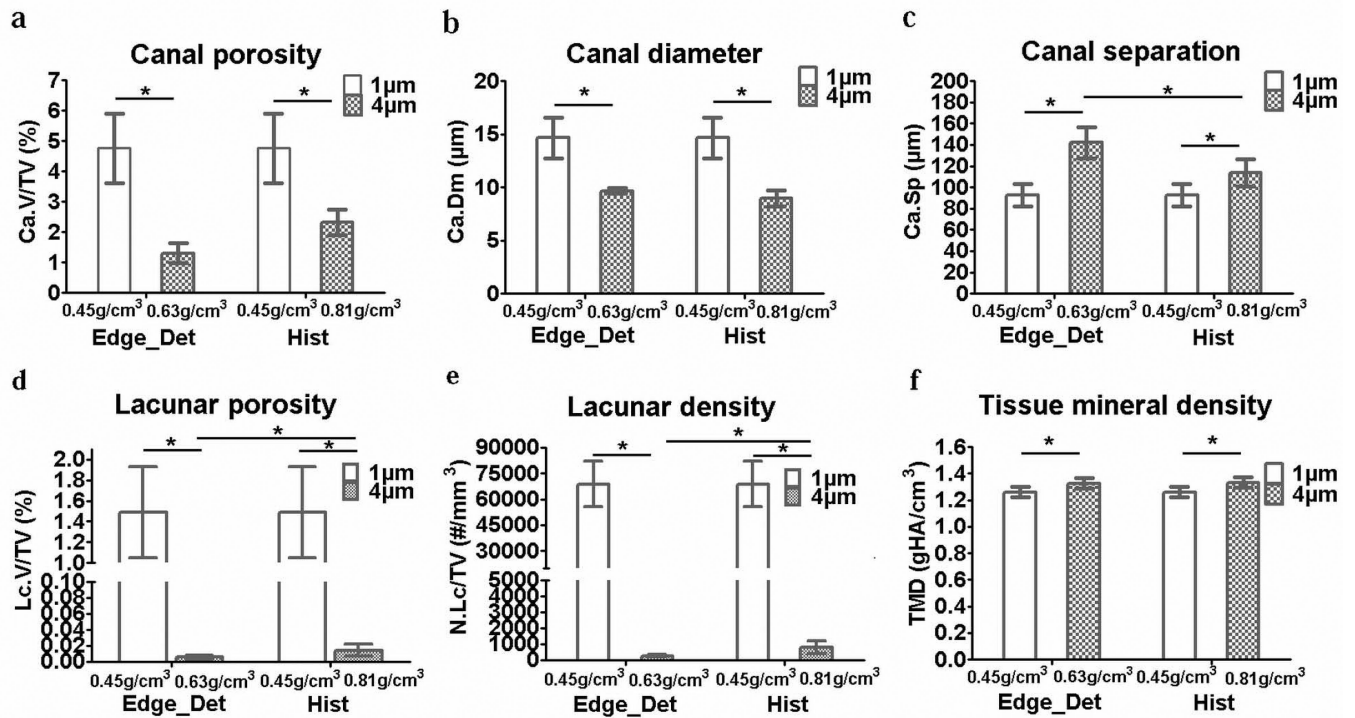 a
Canal porosity
1µm
4µm
*
*
Ca.V/TV (%)
7
6
5
4
3
2
1
0
0.45g/cm³ 0.63g/cm³ 0.45g/cm³ 0.81g/cm³
Edge_Det Hist
b
Canal diameter
1µm
4µm
*
*
Ca.Dm (µm)
20
15
10
5
0
0.45g/cm³ 0.63g/cm³ 0.45g/cm³ 0.81g/cm³
Edge_Det Hist
c
Canal separation
1µm
4µm
*
*
*
Ca.Sp (µm)
200
180
160
140
120
100
80
60
40
20
0
0.45g/cm³ 0.63g/cm³ 0.45g/cm³ 0.81g/cm³
Edge_Det Hist
d
Lacunar porosity
*
*
*
1µm
4µm
Lc.V/TV (%)
2.0
1.8
1.6
1.4
1.2
1.0
0.10
0.08
0.06
0.04
0.02
0.00
0.45g/cm³ 0.63g/cm³ 0.45g/cm³ 0.81g/cm³
Edge_Det Hist
e
Lacunar density
*
*
*
1µm
4µm
N.Lc/TV (#/mm³)
90000
80000
70000
60000
50000
40000
30000
5000
4000
3000
2000
1000
0
0.45g/cm³ 0.63g/cm³ 0.45g/cm³ 0.81g/cm³
Edge_Det Hist
f
Tissue mineral density
*
*
1µm
4µm
TMD (gHA/cm³)
1.6
1.4
1.2
1.0
0.8
0.6
0.4
0.2
0.0
0.45g/cm³ 0.63g/cm³ 0.45g/cm³ 0.81g/cm³
Edge_Det Hist